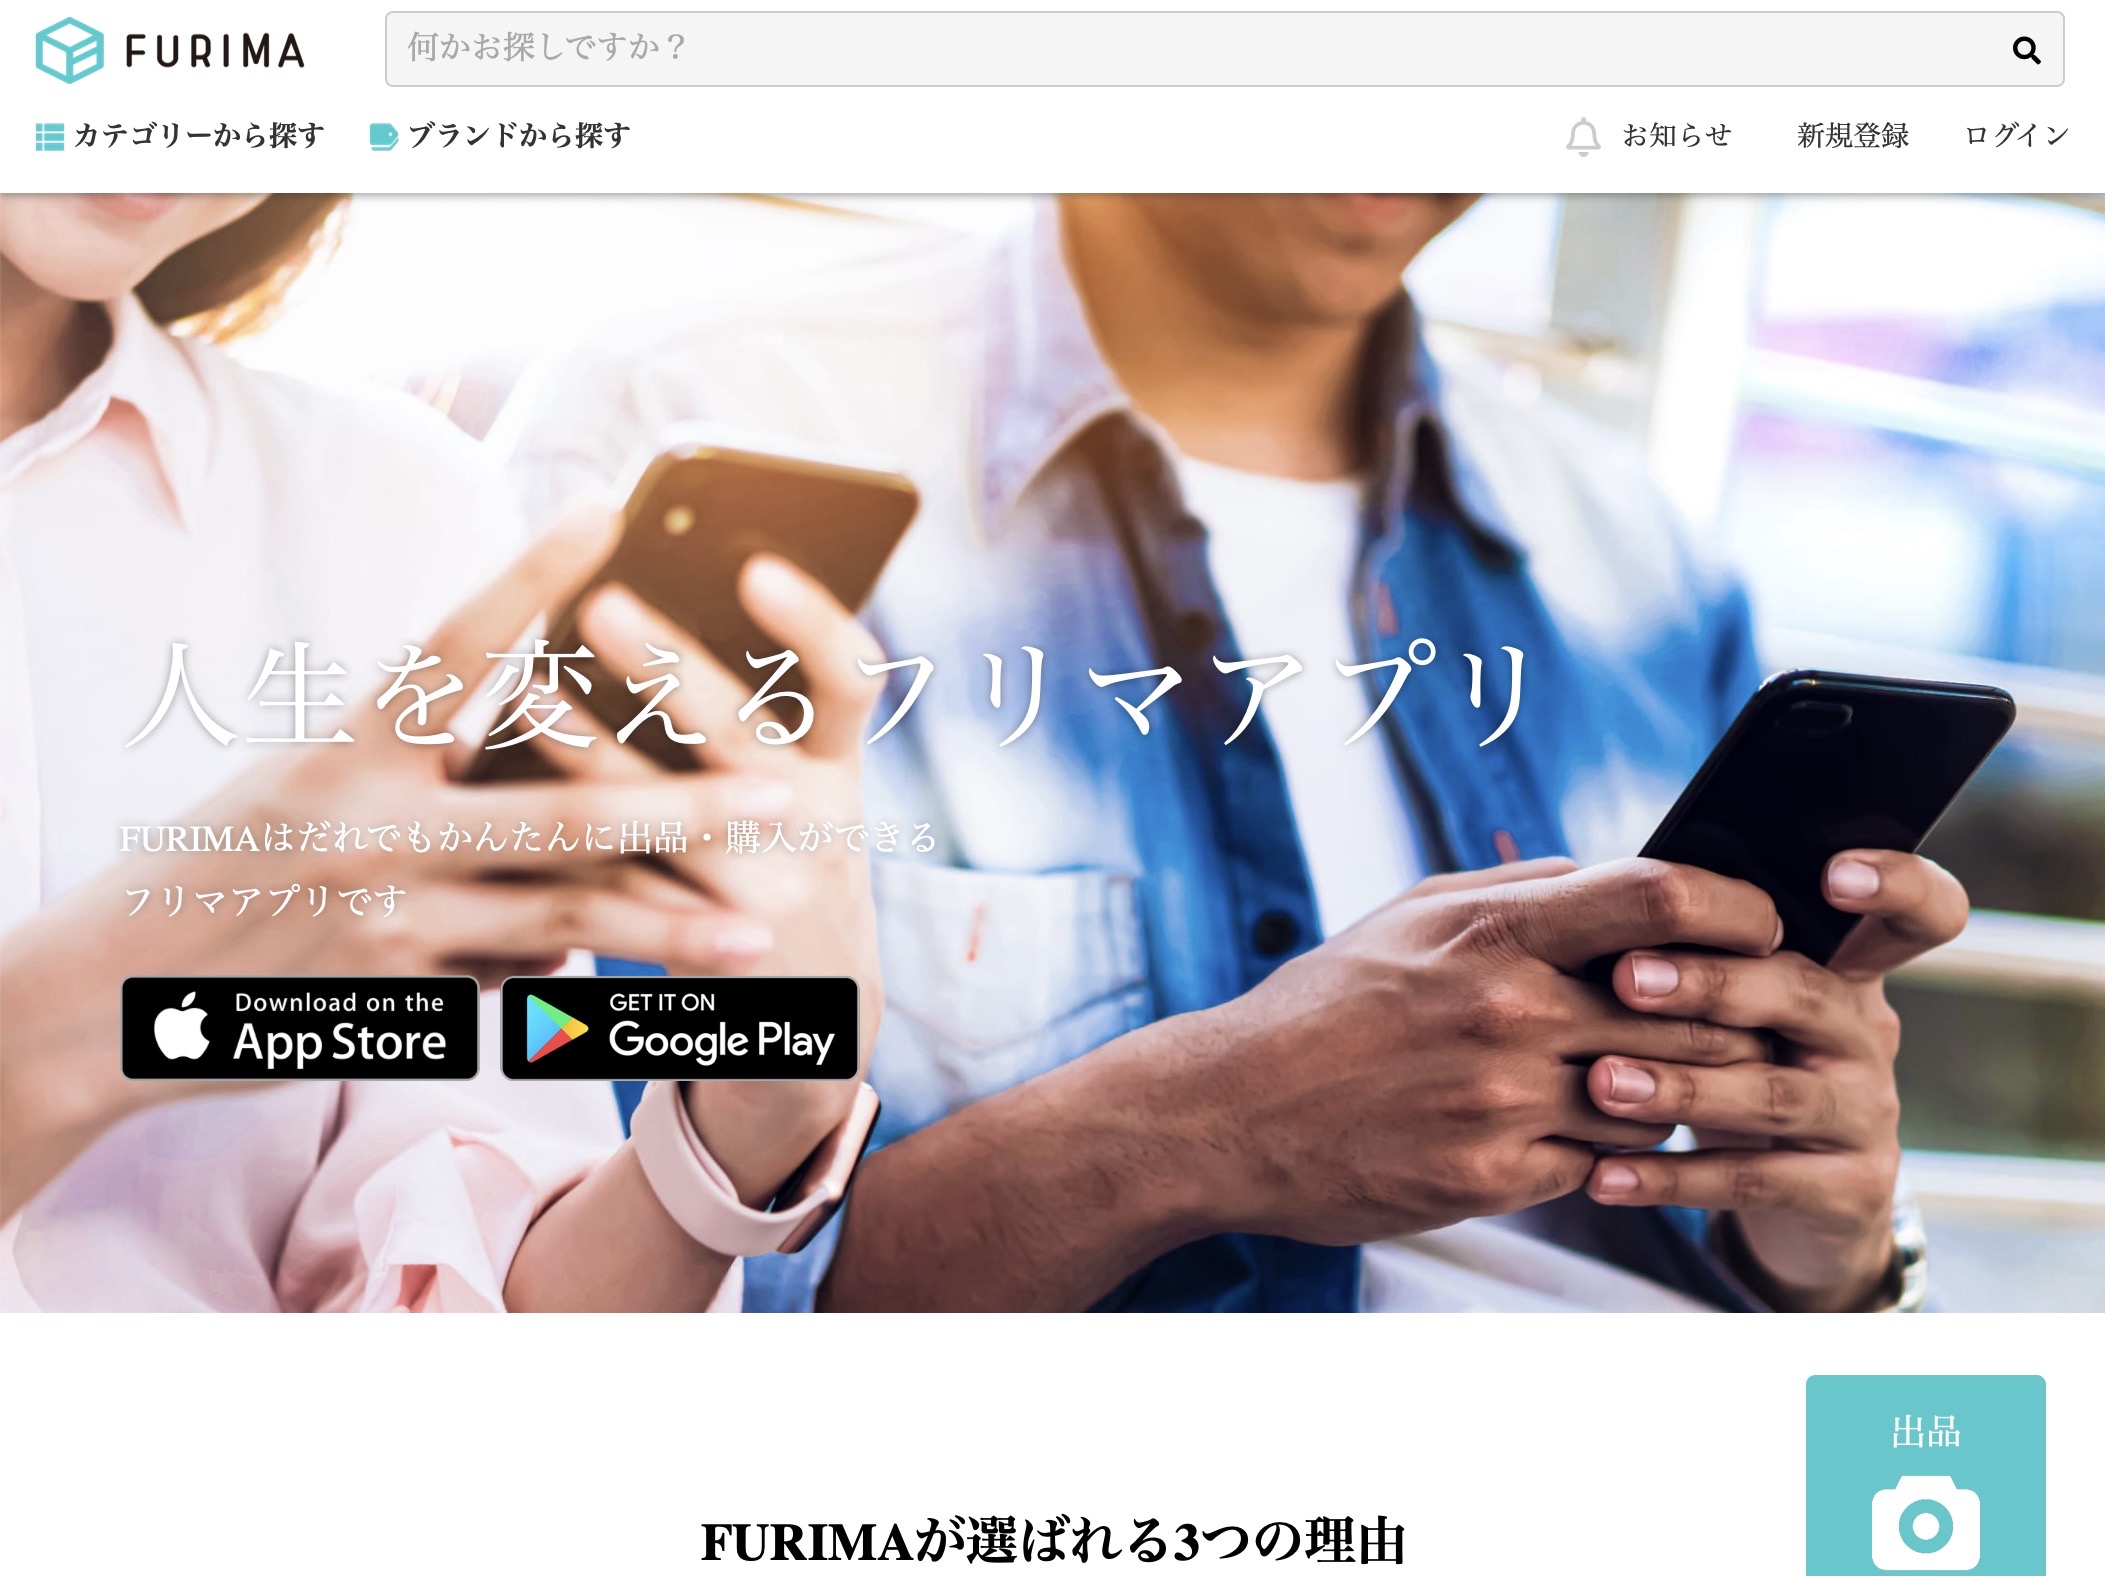 FURIMA
何かお探しですか？
カテゴリーから探す
ブランドから探す
お知らせ
新規登録
ログイン
人生を変えるフリマアプリ
FURIMAはだれでもかんたんに出品・購入ができる
フリマアプリです
Download on the
App Store
GET IT ON
Google Play
出品
FURIMAが選ばれる3つの理由